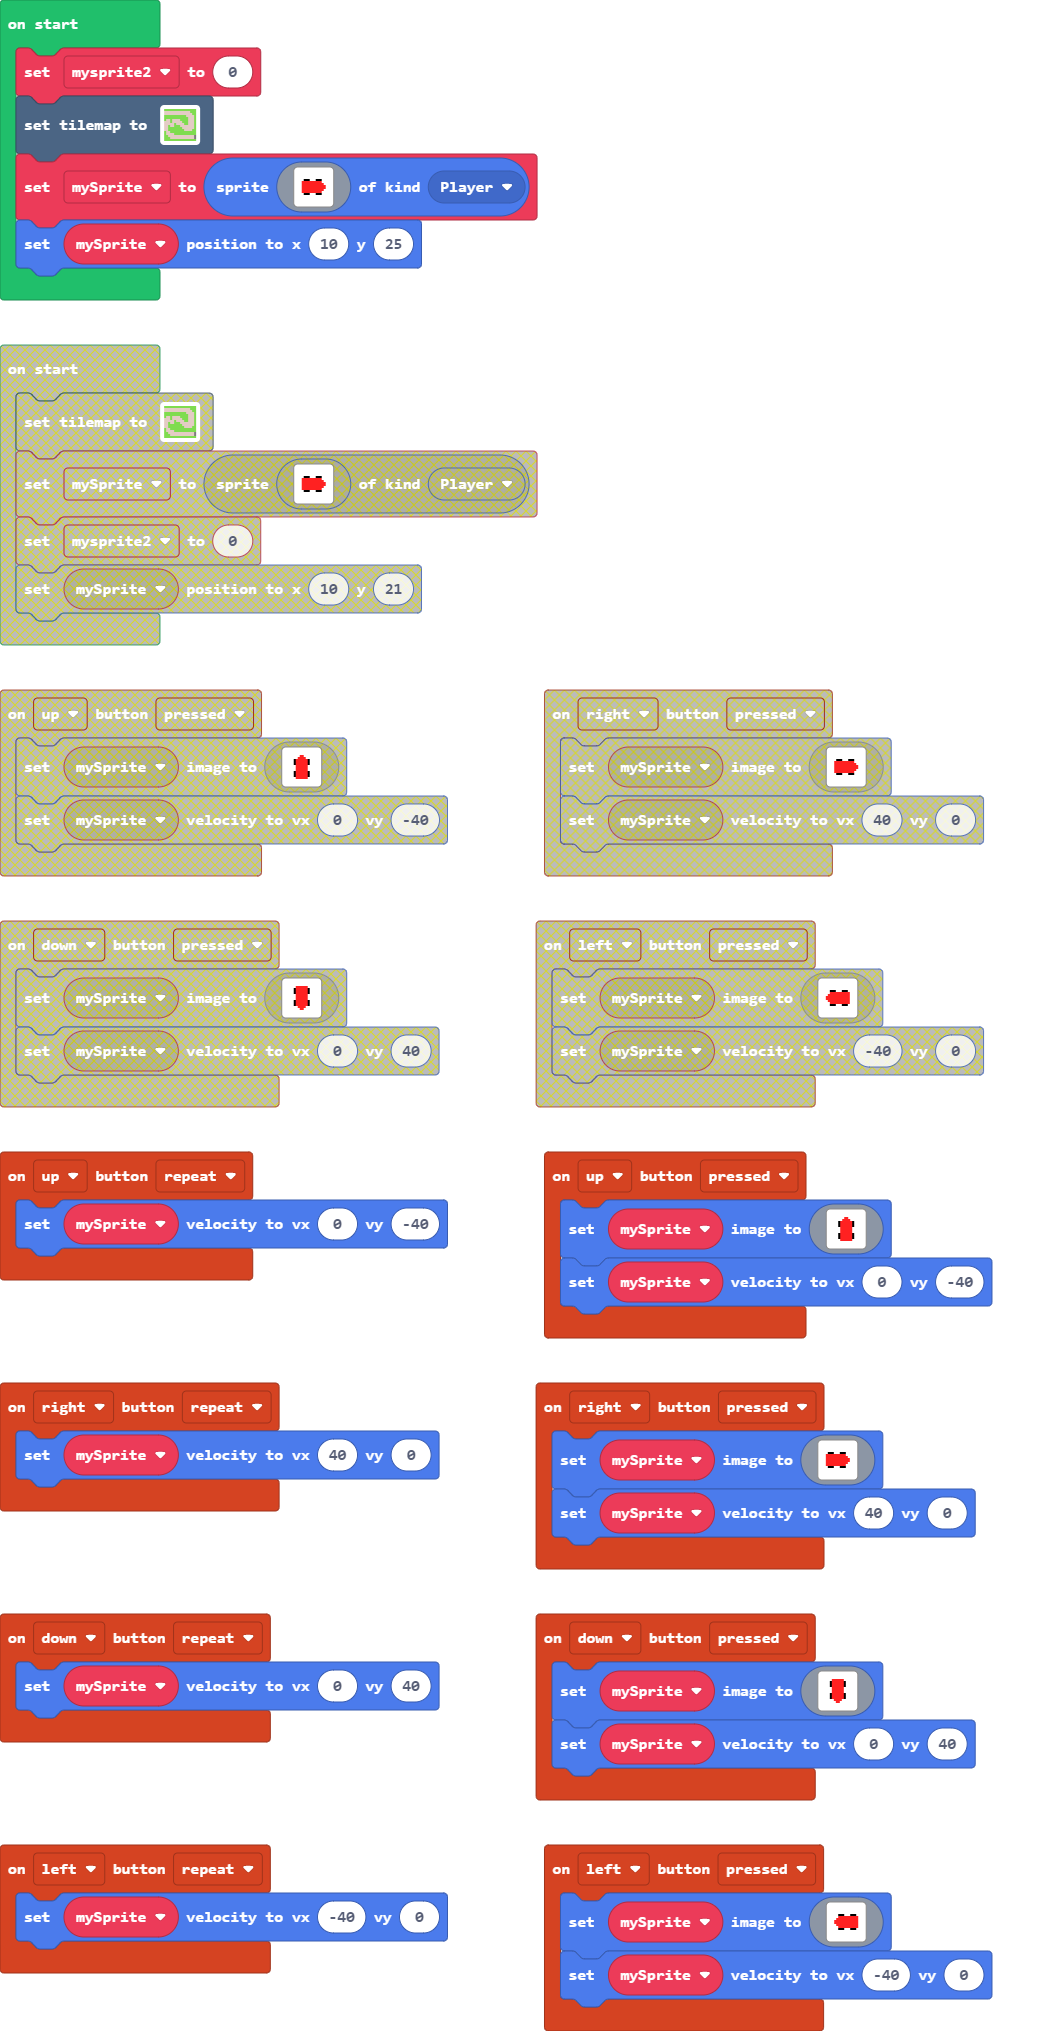 on start
set mysprite2 to 0
set tilemap to
set mySprite to sprite of kind Player
set mySprite position to x 10 y 25
on start
set tilemap to
set mySprite to sprite of kind Player
set mysprite2 to 0
set mySprite position to x 10 y 21
on up button pressed
set mySprite image to
set mySprite velocity to vx 0 vy -40
on right button pressed
set mySprite image to
set mySprite velocity to vx 40 vy 0
on down button pressed
set mySprite image to
set mySprite velocity to vx 0 vy 40
on left button pressed
set mySprite image to
set mySprite velocity to vx -40 vy 0
on up button repeat
set mySprite velocity to vx 0 vy -40
on up button pressed
set mySprite image to
set mySprite velocity to vx 0 vy -40
on right button repeat
set mySprite velocity to vx 40 vy 0
on right button pressed
set mySprite image to
set mySprite velocity to vx 40 vy 0
on down button repeat
set mySprite velocity to vx 0 vy 40
on down button pressed
set mySprite image to
set mySprite velocity to vx 0 vy 40
on left button repeat
set mySprite velocity to vx -40 vy 0
on left button pressed
set mySprite image to
set mySprite velocity to vx -40 vy 0